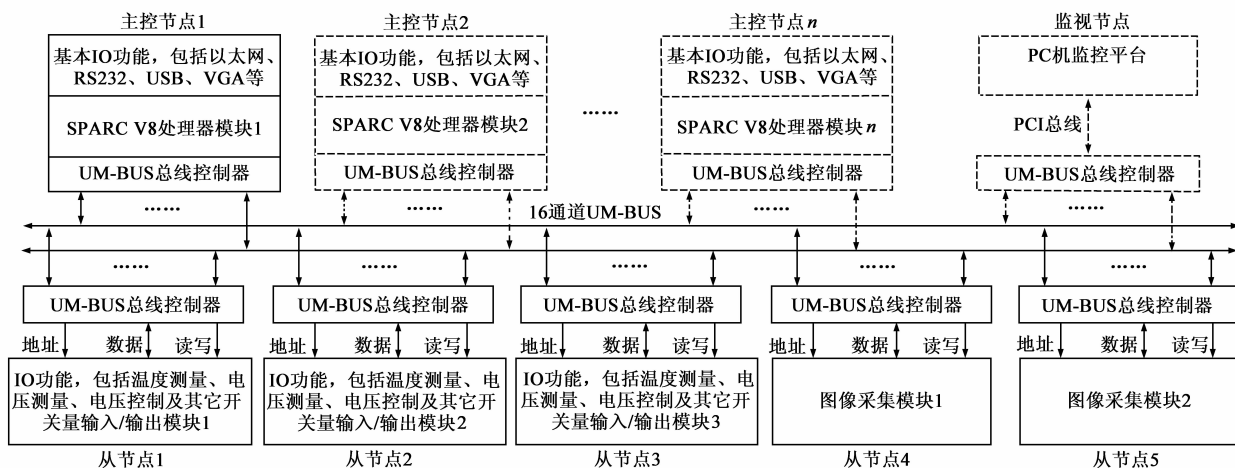 主控节点1
基本IO功能，包括以太网、
RS232、USB、VGA等
SPARC V8处理器模块1
UM-BUS总线控制器
主控节点2
基本IO功能，包括以太网、
RS232、USB、VGA等
SPARC V8处理器模块2
UM-BUS总线控制器
……
主控节点n
基本IO功能，包括以太网、
RS232、USB、VGA等
SPARC V8处理器模块n
UM-BUS总线控制器
监视节点
PC机监控平台
PCI总线
UM-BUS总线控制器
……
……
……
……
16通道UM-BUS
……
……
……
……
……
UM-BUS总线控制器
地址
数据
读写
IO功能，包括温度测量、电
压测量、电压控制及其它开
关量输入/输出模块1
从节点1
UM-BUS总线控制器
地址
数据
读写
IO功能，包括温度测量、电
压测量、电压控制及其它开
关量输入/输出模块2
从节点2
UM-BUS总线控制器
地址
数据
读写
IO功能，包括温度测量、电
压测量、电压控制及其它开
关量输入/输出模块3
从节点3
UM-BUS总线控制器
地址
数据
读写
图像采集模块1
从节点4
UM-BUS总线控制器
地址
数据
读写
图像采集模块2
从节点5